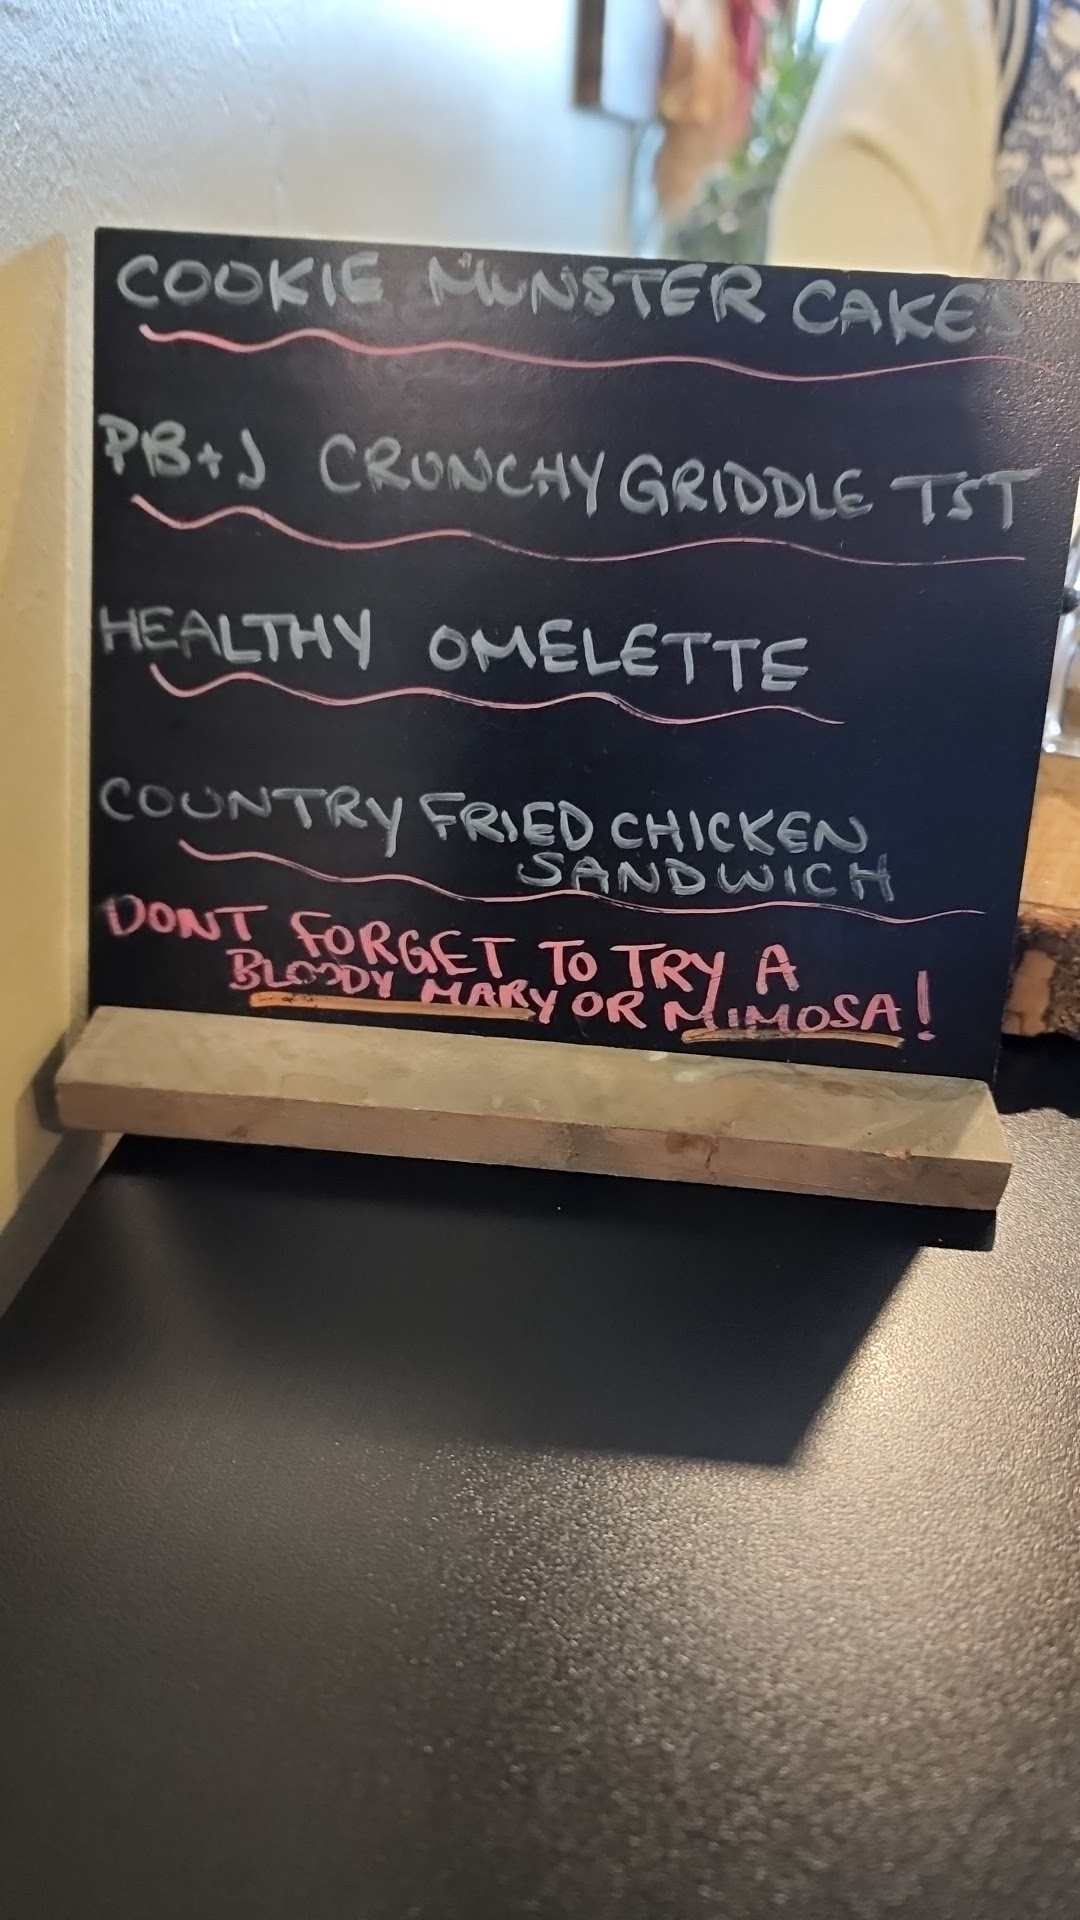 COOKIE MUNSTER CAKES
PB+J CRUNCHY GRIDDLE TST
HEALTHY OMELETTE
COUNTRY FRIED CHICKEN
SANDWICH
DONT FORGET TO TRY A
BLOODY MARY OR MIMOSA!